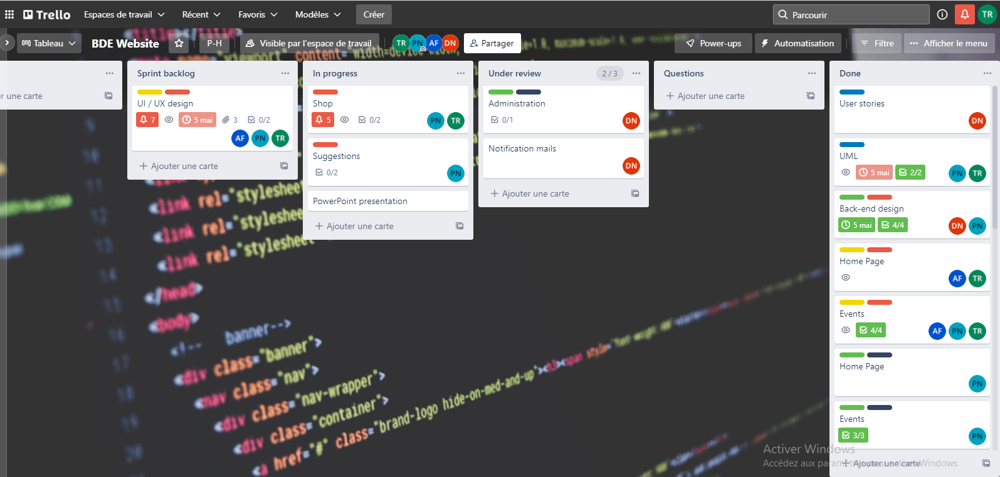 Trello
Espaces de travail
Récent
Favoris
Modèles
Créer
Parcourir
TR
Tableau
BDE Website
P-H
Visible par l'espace de travail
TR PN AF DN
Partager
Power-ups
Automatisation
Filtre
Afficher le menu
er une carte
Sprint backlog
UI / UX design
7
5 mai
3
0/2
AF PN TR
Ajouter une carte
In progress
Shop
5
0/2
PN TR
Suggestions
0/2
PN
PowerPoint presentation
Ajouter une carte
Under review
2 / 3
Administration
0/1
DN
Notification mails
DN
Ajouter une carte
Questions
Ajouter une carte
Done
User stories
DN
UML
5 mai
2/2
PN TR
Back-end design
5 mai
4/4
DN PN
Home Page
AF TR
Events
4/4
AF PN TR
Home Page
PN
Events
3/3
PN
Ajouter une carte
<link rel="stylesheet
<link rel="stylesheet
<link rel="stylesheet
</head>
<body>
<!-- banner-->
<div class="banner">
<nav class="nav">
<div class="nav-wrapper">
<div class="container">
<a href="#" class="brand-logo hide-on-med-and-up"><h3><span style=
Activer Windows
Accédez aux paramètres pour activer Windows.